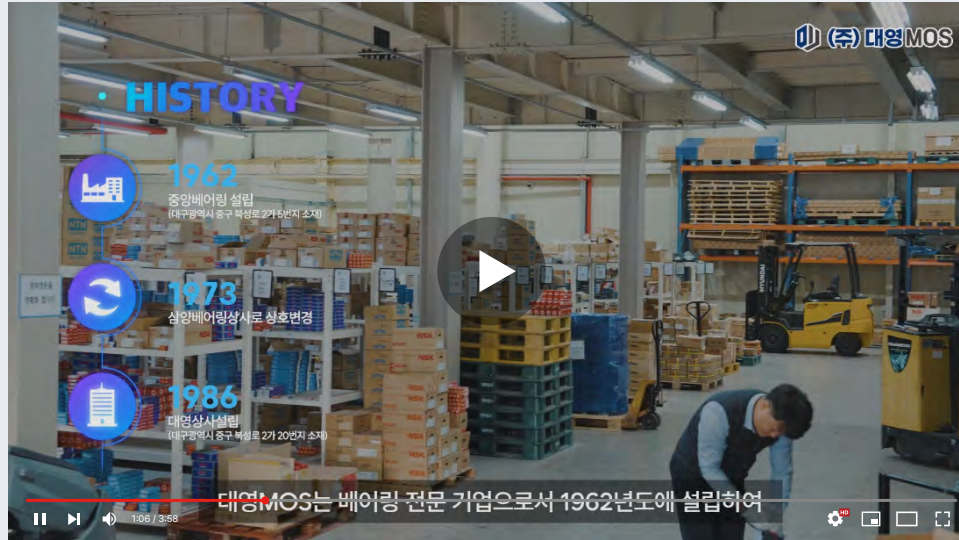 (주) 대영MOS
HISTORY
1962
중앙베어링 설립
(대구광역시 중구 북성로 2가 5번지 소재)
NTN
NTN
1973
삼양베어링상사로 상호변경
HYUNDAI
NSK
NSK
1986
대영상사설립
(대구광역시 중구 북성로 2가 20번지 소재)
대영MOS는 베어링 전문 기업으로서 1962년도에 설립하여
1:06 / 3:58
HD